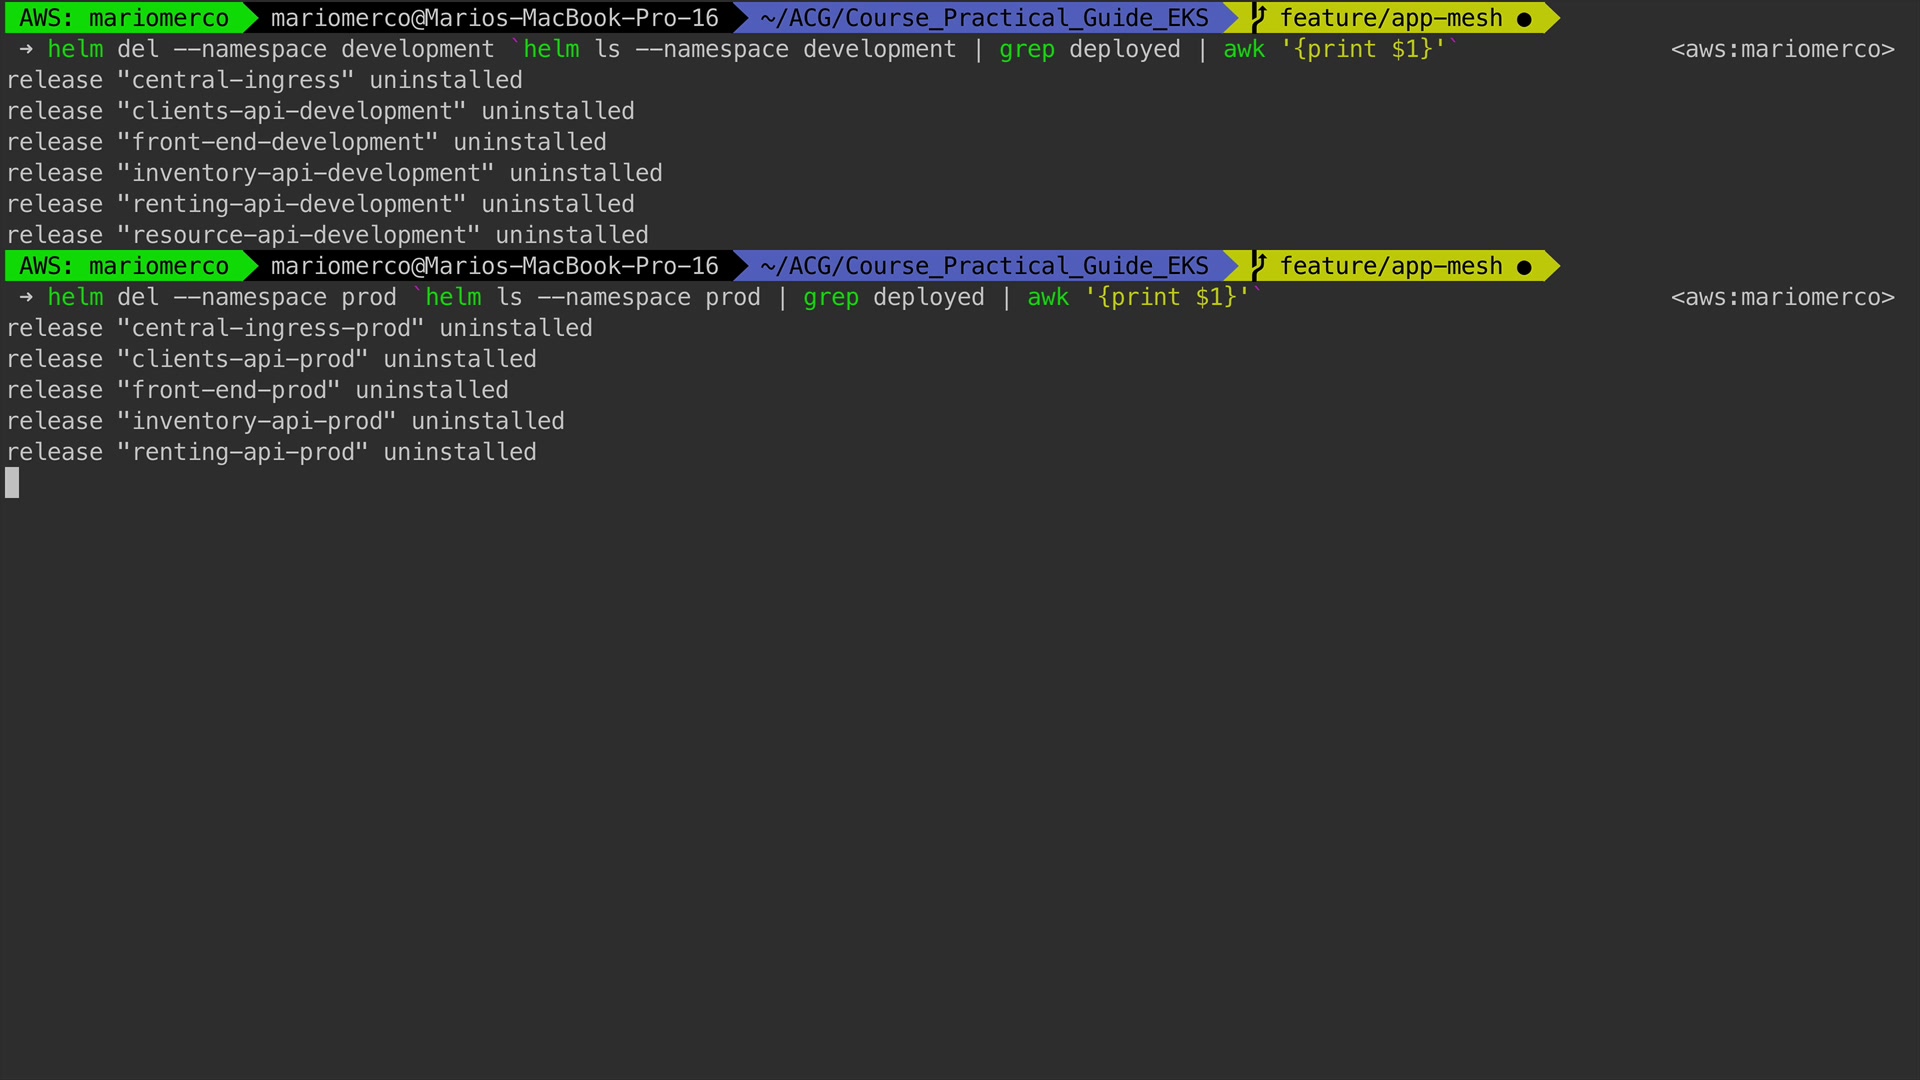 AWS: mariomerco mariomerco@Marios-MacBook-Pro-16 ~/ACG/Course_Practical_Guide_EKS feature/app-mesh ●
→ helm del --namespace development `helm ls --namespace development | grep deployed | awk '{print $1}'` <aws:mariomerco>
release "central-ingress" uninstalled
release "clients-api-development" uninstalled
release "front-end-development" uninstalled
release "inventory-api-development" uninstalled
release "renting-api-development" uninstalled
release "resource-api-development" uninstalled
AWS: mariomerco mariomerco@Marios-MacBook-Pro-16 ~/ACG/Course_Practical_Guide_EKS feature/app-mesh ●
→ helm del --namespace prod `helm ls --namespace prod | grep deployed | awk '{print $1}'` <aws:mariomerco>
release "central-ingress-prod" uninstalled
release "clients-api-prod" uninstalled
release "front-end-prod" uninstalled
release "inventory-api-prod" uninstalled
release "renting-api-prod" uninstalled